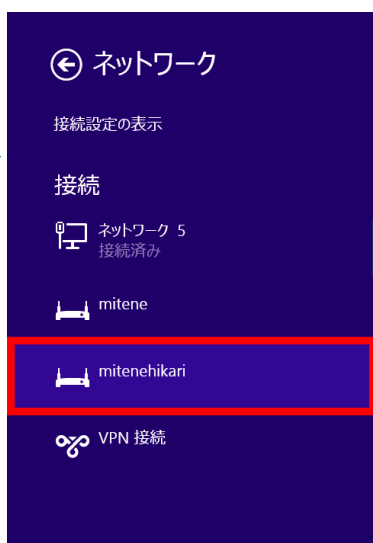 ネットワーク
接続設定の表示
接続
ネットワーク 5
接続済み
mitene
mitenehikari
VPN 接続